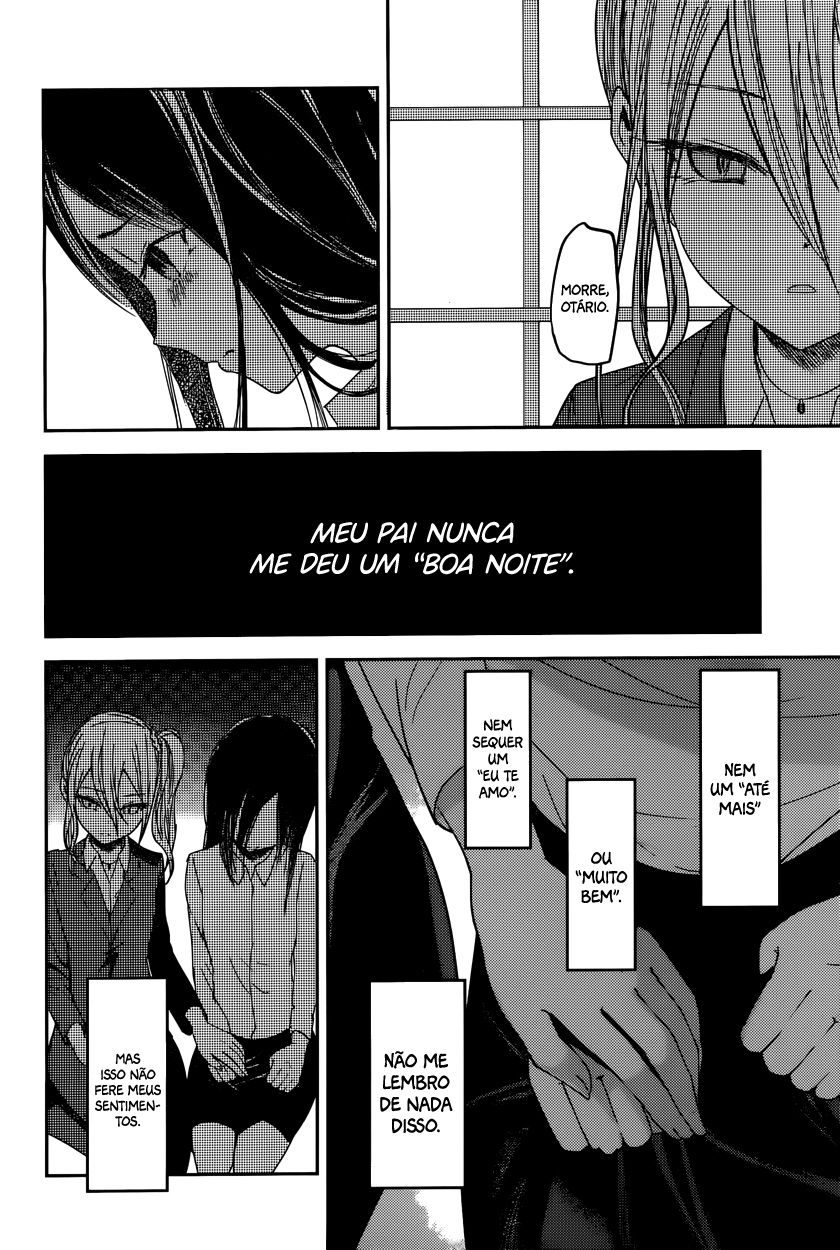 MORRE,
OTÁRIO.
MEU PAI NUNCA
ME DEU UM “BOA NOITE”.
NEM
UM “ATÉ
MAIS”
OU
“MUITO
BEM”.
NEM
SEQUER
UM
“EU TE
AMO”.
NÃO ME
LEMBRO
DE NADA
DISSO.
MAS
ISSO NÃO
FERE MEUS
SENTIMEN-
TOS.